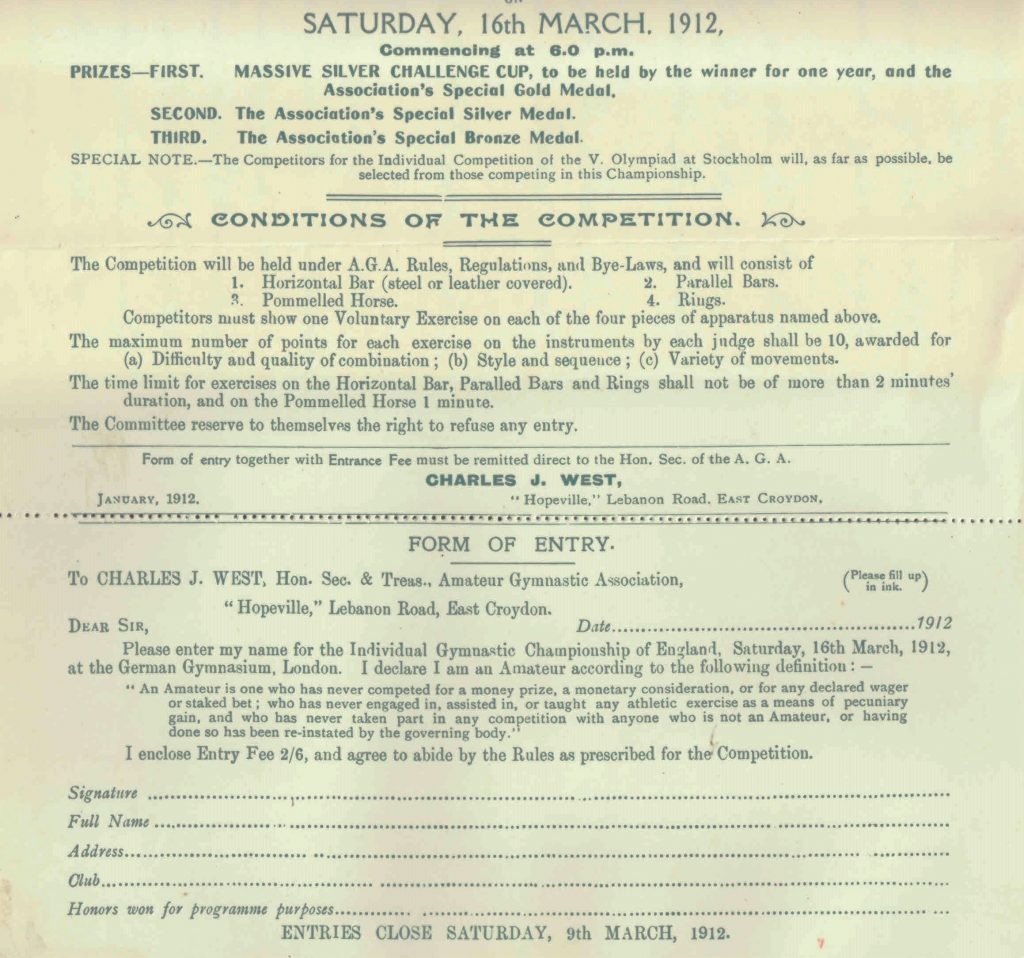 ON
SATURDAY, 16th MARCH, 1912,
Commencing at 6.0 p.m.
PRIZES—FIRST. MASSIVE SILVER CHALLENGE CUP, to be held by the winner for one year, and the
Association's Special Gold Medal.
SECOND. The Association's Special Silver Medal.
THIRD. The Association's Special Bronze Medal.
SPECIAL NOTE.—The Competitors for the Individual Competition of the V. Olympiad at Stockholm will, as far as possible, be
selected from those competing in this Championship.
CONDITIONS OF THE COMPETITION.
The Competition will be held under A.G.A. Rules, Regulations, and Bye-Laws, and will consist of
1. Horizontal Bar (steel or leather covered). 2. Parallel Bars.
3. Pommelled Horse. 4. Rings.
Competitors must show one Voluntary Exercise on each of the four pieces of apparatus named above.
The maximum number of points for each exercise on the instruments by each judge shall be 10, awarded for
(a) Difficulty and quality of combination; (b) Style and sequence; (c) Variety of movements.
The time limit for exercises on the Horizontal Bar, Paralled Bars and Rings shall not be of more than 2 minutes'
duration, and on the Pommelled Horse 1 minute.
The Committee reserve to themselves the right to refuse any entry.
Form of entry together with Entrance Fee must be remitted direct to the Hon. Sec. of the A. G. A.
CHARLES J. WEST,
JANUARY, 1912. "Hopeville," Lebanon Road, EAST CROYDON.
FORM OF ENTRY.
To CHARLES J. WEST, Hon. Sec. & Treas., Amateur Gymnastic Association, (Please fill up in ink.)
"Hopeville," Lebanon Road, East Croydon.
DEAR SIR, Date..........1912
Please enter my name for the Individual Gymnastic Championship of England, Saturday, 16th March, 1912,
at the German Gymnasium, London. I declare I am an Amateur according to the following definition:—
"An Amateur is one who has never competed for a money prize, a monetary consideration, or for any declared wager
or staked bet; who has never engaged in, assisted in, or taught any athletic exercise as a means of pecuniary
gain, and who has never taken part in any competition with anyone who is not an Amateur, or having
done so has been re-instated by the governing body."
I enclose Entry Fee 2/6, and agree to abide by the Rules as prescribed for the Competition.
Signature ..........
Full Name ..........
Address..........
Club..........
Honors won for programme purposes..........
ENTRIES CLOSE SATURDAY, 9th MARCH, 1912.